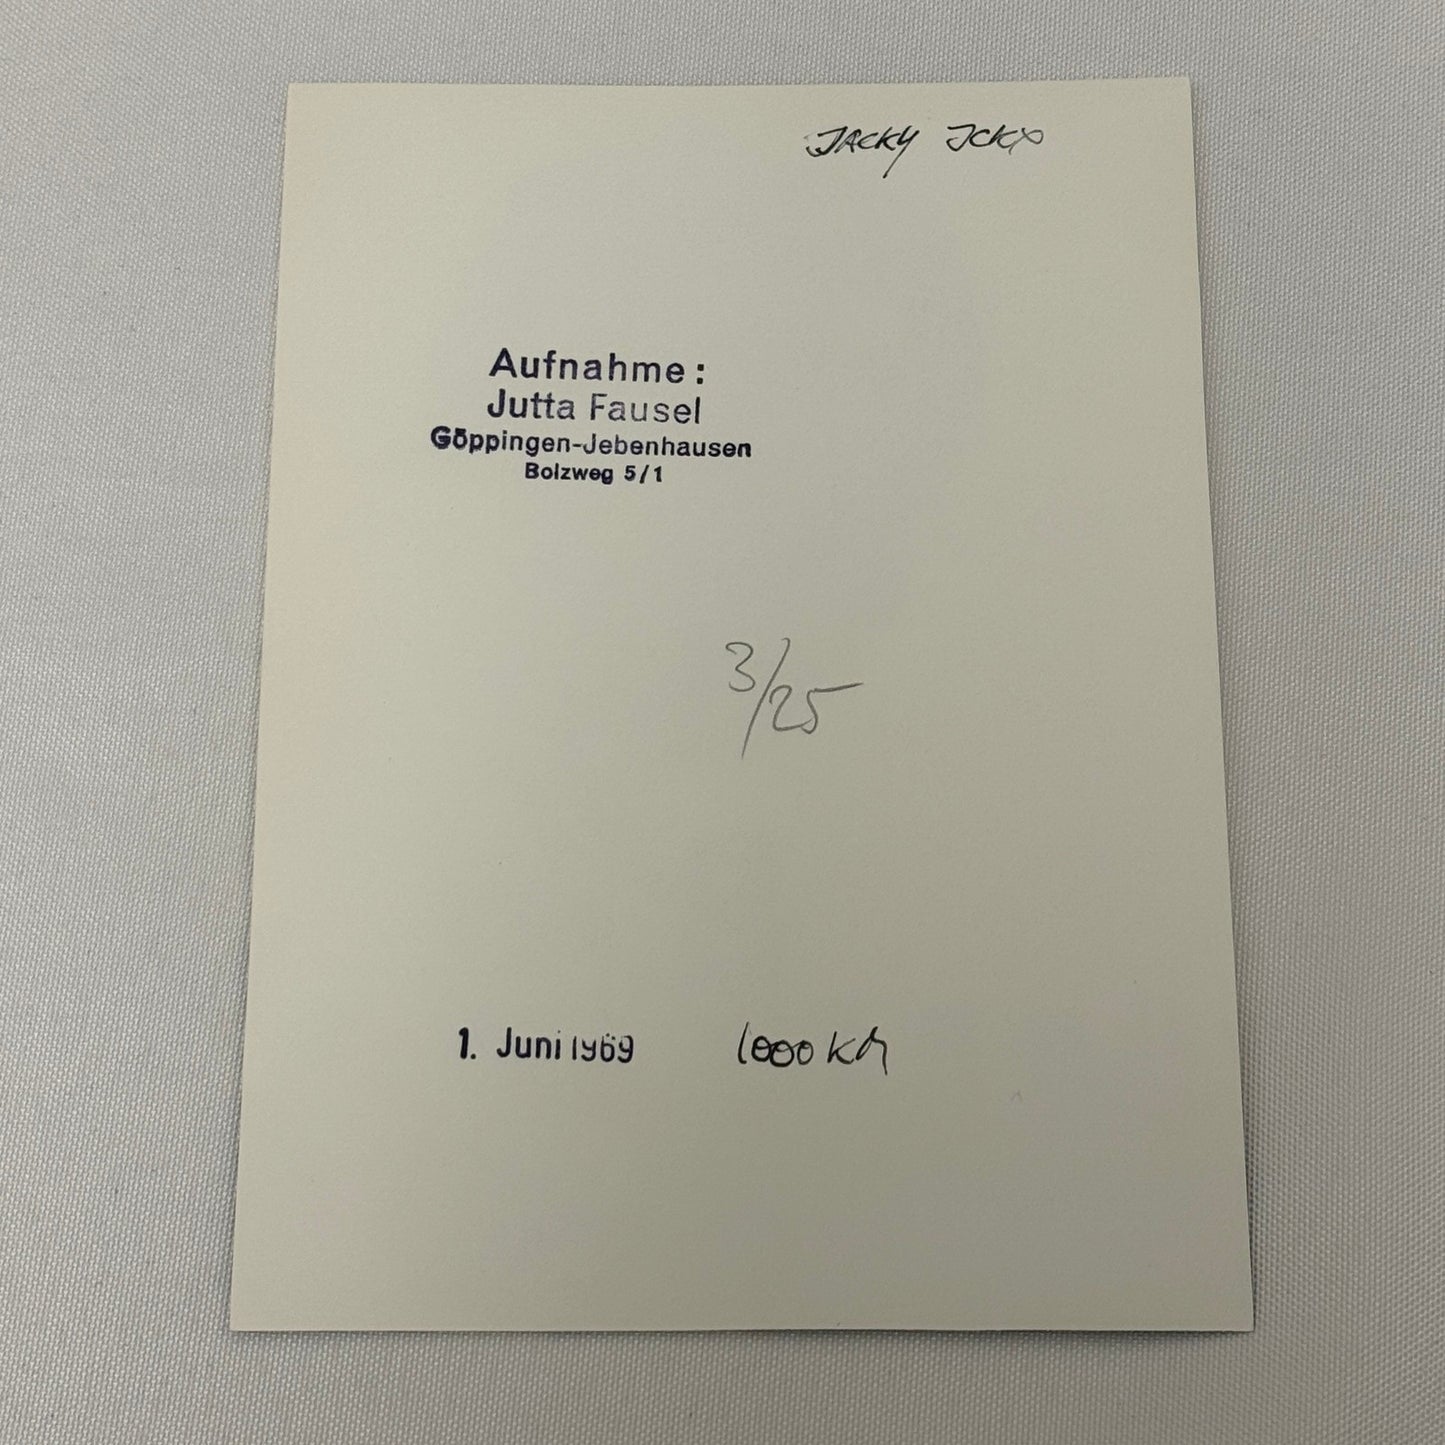 JACKY ICKX
Aufnahme:
Jutta Fausel
Göppingen-Jebenhausen
Bolzweg 5/1
3/25
1. Juni 1969 1000 KM